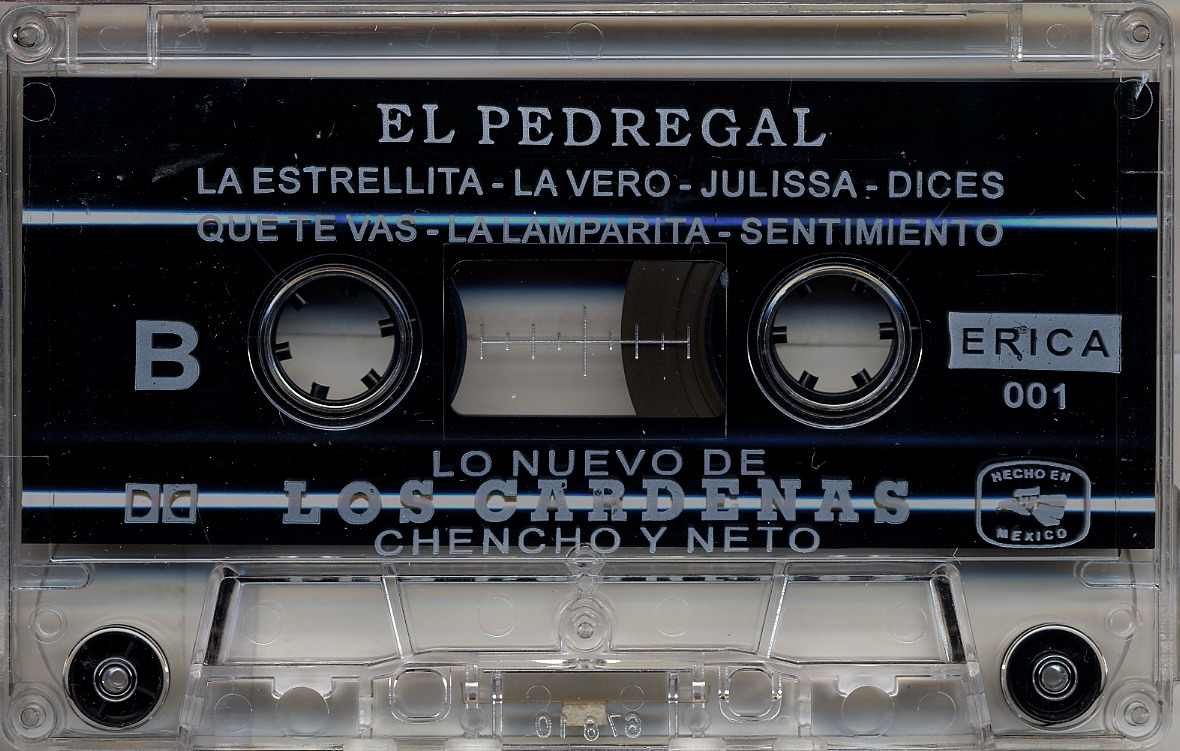 EL PEDREGAL
LA ESTRELLITA - LA VERO - JULISSA - DICES
QUE TE VAS - LA LAMPARITA - SENTIMIENTO
B
ERICA
001
LO NUEVO DE
LOS CARDENAS
CHENCHO Y NETO
HECHO EN
MEXICO